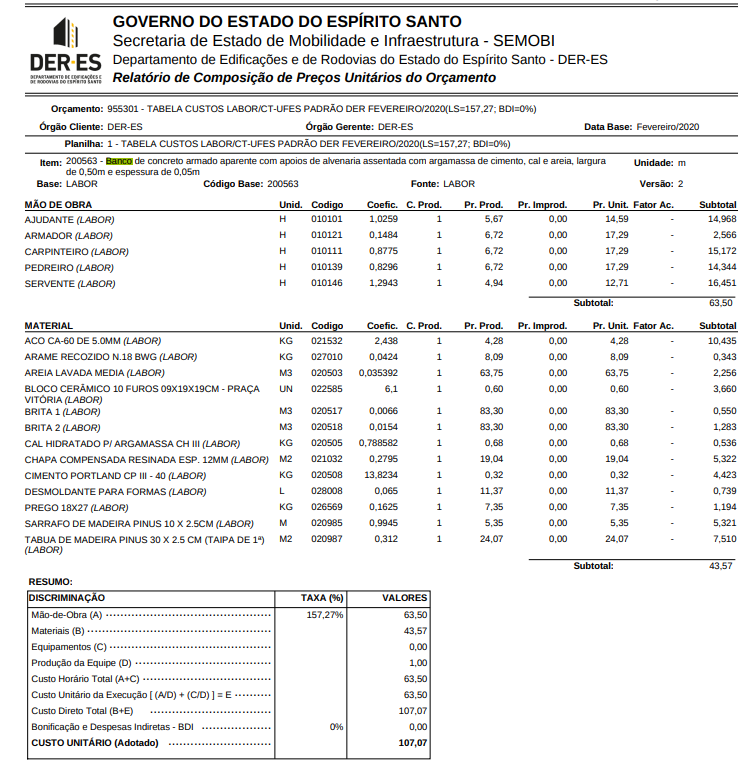 GOVERNO DO ESTADO DO ESPÍRITO SANTO
Secretaria de Estado de Mobilidade e Infraestrutura - SEMOBI
Departamento de Edificações e de Rodovias do Estado do Espírito Santo - DER-ES
Relatório de Composição de Preços Unitários do Orçamento
DER-ES
DEPARTAMENTO DE EDIFICAÇÕES E
DE RODOVIAS DO ESPÍRITO SANTO
Orçamento: 955301 - TABELA CUSTOS LABOR/CT-UFES PADRÃO DER FEVEREIRO/2020(LS=157,27; BDI=0%)
Órgão Cliente: DER-ES Órgão Gerente: DER-ES Data Base: Fevereiro/2020
Planilha: 1 - TABELA CUSTOS LABOR/CT-UFES PADRÃO DER FEVEREIRO/2020(LS=157,27; BDI=0%)
Item: 200563 - Banco de concreto armado aparente com apoios de alvenaria assentada com argamassa de cimento, cal e areia, largura Unidade: m
de 0,50m e espessura de 0,05m
Base: LABOR Código Base: 200563 Fonte: LABOR Versão: 2
MÃO DE OBRA Unid. Codigo Coefic. C. Prod. Pr. Prod. Pr. Improd. Pr. Unit. Fator Ac. Subtotal
AJUDANTE (LABOR) H 010101 1,0259 1 5,67 0,00 14,59 - 14,968
ARMADOR (LABOR) H 010121 0,1484 1 6,72 0,00 17,29 - 2,566
CARPINTEIRO (LABOR) H 010111 0,8775 1 6,72 0,00 17,29 - 15,172
PEDREIRO (LABOR) H 010139 0,8296 1 6,72 0,00 17,29 - 14,344
SERVENTE (LABOR) H 010146 1,2943 1 4,94 0,00 12,71 - 16,451
Subtotal: 63,50
MATERIAL Unid. Codigo Coefic. C. Prod. Pr. Prod. Pr. Improd. Pr. Unit. Fator Ac. Subtotal
ACO CA-60 DE 5.0MM (LABOR) KG 021532 2,438 1 4,28 0,00 4,28 - 10,435
ARAME RECOZIDO N.18 BWG (LABOR) KG 027010 0,0424 1 8,09 0,00 8,09 - 0,343
AREIA LAVADA MEDIA (LABOR) M3 020503 0,035392 1 63,75 0,00 63,75 - 2,256
BLOCO CERÂMICO 10 FUROS 09X19X19CM - PRAÇA UN 022585 6,1 1 0,60 0,00 0,60 - 3,660
VITÓRIA (LABOR)
BRITA 1 (LABOR) M3 020517 0,0066 1 83,30 0,00 83,30 - 0,550
BRITA 2 (LABOR) M3 020518 0,0154 1 83,30 0,00 83,30 - 1,283
CAL HIDRATADO P/ ARGAMASSA CH III (LABOR) KG 020505 0,788582 1 0,68 0,00 0,68 - 0,536
CHAPA COMPENSADA RESINADA ESP. 12MM (LABOR) M2 021032 0,2795 1 19,04 0,00 19,04 - 5,322
CIMENTO PORTLAND CP III - 40 (LABOR) KG 020508 13,8234 1 0,32 0,00 0,32 - 4,423
DESMOLDANTE PARA FORMAS (LABOR) L 028008 0,065 1 11,37 0,00 11,37 - 0,739
PREGO 18X27 (LABOR) KG 026569 0,1625 1 7,35 0,00 7,35 - 1,194
SARRAFO DE MADEIRA PINUS 10 X 2.5CM (LABOR) M 020985 0,9945 1 5,35 0,00 5,35 - 5,321
TABUA DE MADEIRA PINUS 30 X 2.5 CM (TAIPA DE 1ª) M2 020987 0,312 1 24,07 0,00 24,07 - 7,510
(LABOR)
Subtotal: 43,57
RESUMO:
DISCRIMINAÇÃO TAXA (%) VALORES
Mão-de-Obra (A) 157,27% 63,50
Materiais (B) 43,57
Equipamentos (C) 0,00
Produção da Equipe (D) 1,00
Custo Horário Total (A+C) 63,50
Custo Unitário da Execução [ (A/D) + (C/D) ] = E 63,50
Custo Direto Total (B+E) 107,07
Bonificação e Despesas Indiretas - BDI 0% 0,00
CUSTO UNITÁRIO (Adotado) 107,07